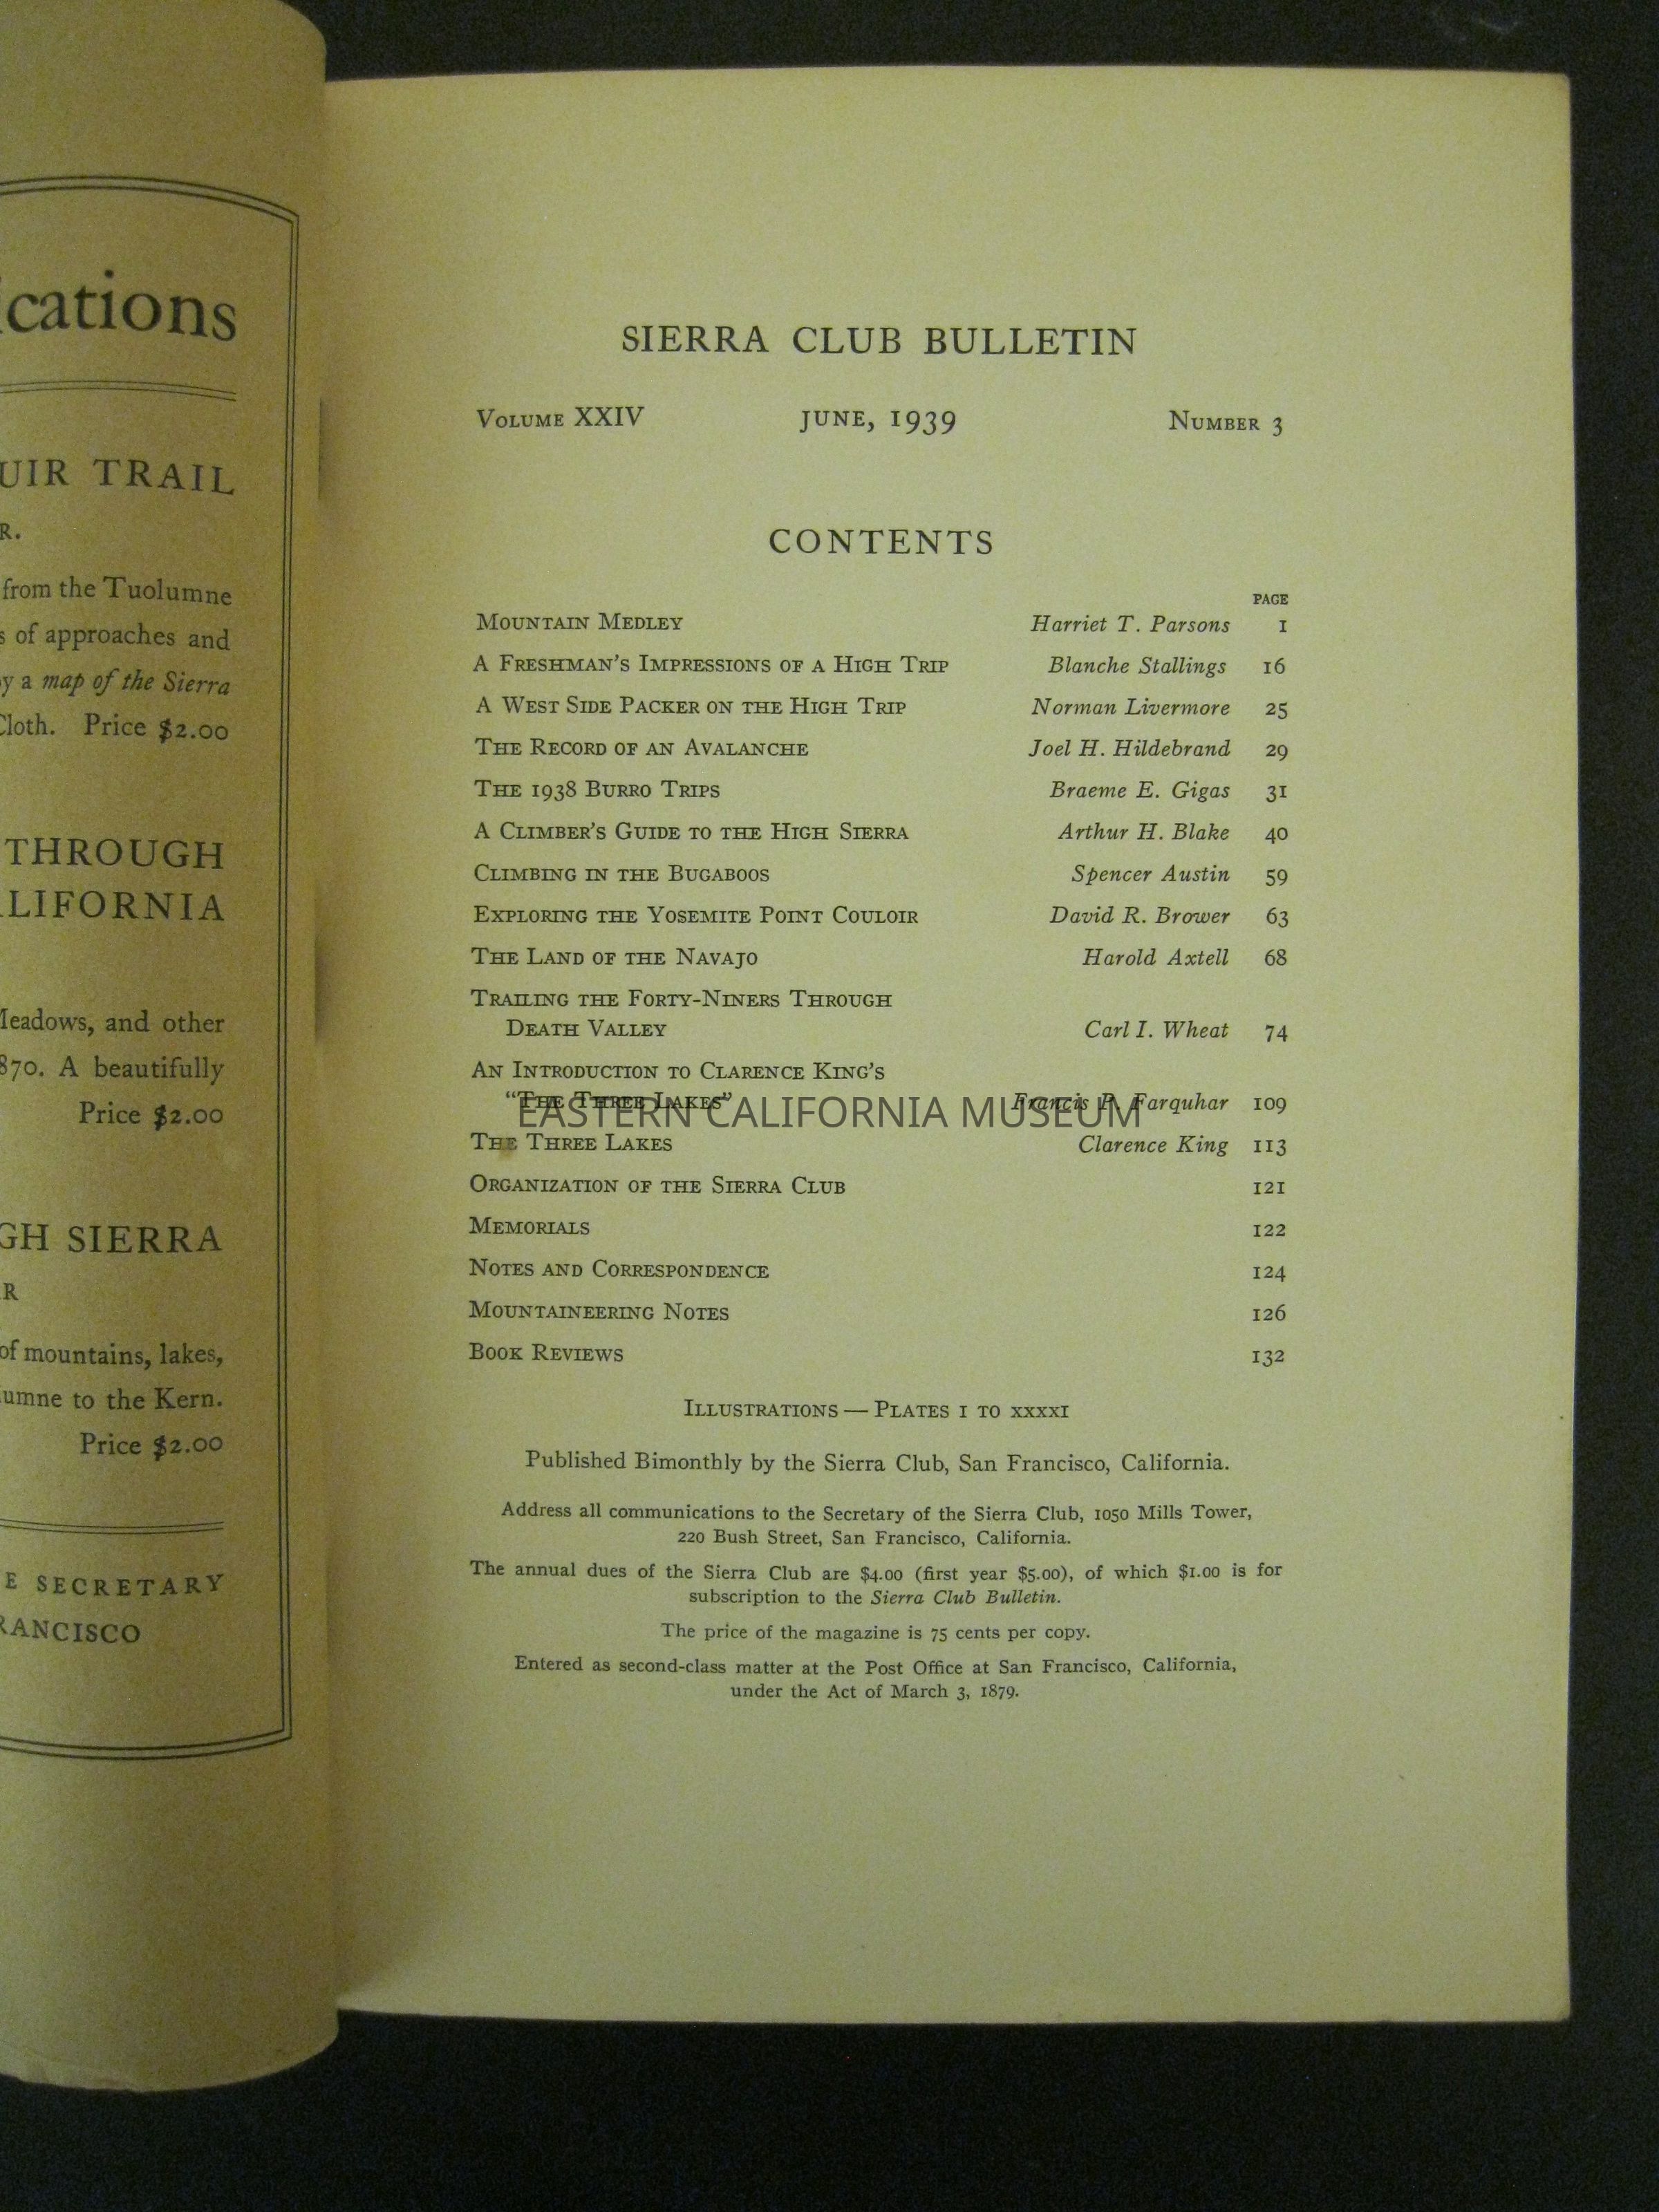 cations
UIR TRAIL
R.
from the Tuolumne
s of approaches and
y a map of the Sierra
Cloth. Price $2.00
THROUGH
LIFORNIA
Meadows, and other
870. A beautifully
Price $2.00
GH SIERRA
R
of mountains, lakes,
umne to the Kern.
Price $2.00
E SECRETARY
RANCISCO
SIERRA CLUB BULLETIN
VOLUME XXIV JUNE, 1939 NUMBER 3
CONTENTS
PAGE
MOUNTAIN MEDLEY Harriet T. Parsons 1
A FRESHMAN'S IMPRESSIONS OF A HIGH TRIP Blanche Stallings 16
A WEST SIDE PACKER ON THE HIGH TRIP Norman Livermore 25
THE RECORD OF AN AVALANCHE Joel H. Hildebrand 29
THE 1938 BURRO TRIPS Braeme E. Gigas 31
A CLIMBER'S GUIDE TO THE HIGH SIERRA Arthur H. Blake 40
CLIMBING IN THE BUGABOOS Spencer Austin 59
EXPLORING THE YOSEMITE POINT COULOIR David R. Brower 63
THE LAND OF THE NAVAJO Harold Axtell 68
TRAILING THE FORTY-NINERS THROUGH
DEATH VALLEY Carl I. Wheat 74
AN INTRODUCTION TO CLARENCE KING'S
"THE THREE LAKES" Francis P. Farquhar 109
EASTERN CALIFORNIA MUSEUM
THE THREE LAKES Clarence King 113
ORGANIZATION OF THE SIERRA CLUB 121
MEMORIALS 122
NOTES AND CORRESPONDENCE 124
MOUNTAINEERING NOTES 126
BOOK REVIEWS 132
ILLUSTRATIONS — PLATES I TO XXXXI
Published Bimonthly by the Sierra Club, San Francisco, California.
Address all communications to the Secretary of the Sierra Club, 1050 Mills Tower,
220 Bush Street, San Francisco, California.
The annual dues of the Sierra Club are $4.00 (first year $5.00), of which $1.00 is for
subscription to the Sierra Club Bulletin.
The price of the magazine is 75 cents per copy.
Entered as second-class matter at the Post Office at San Francisco, California,
under the Act of March 3, 1879.